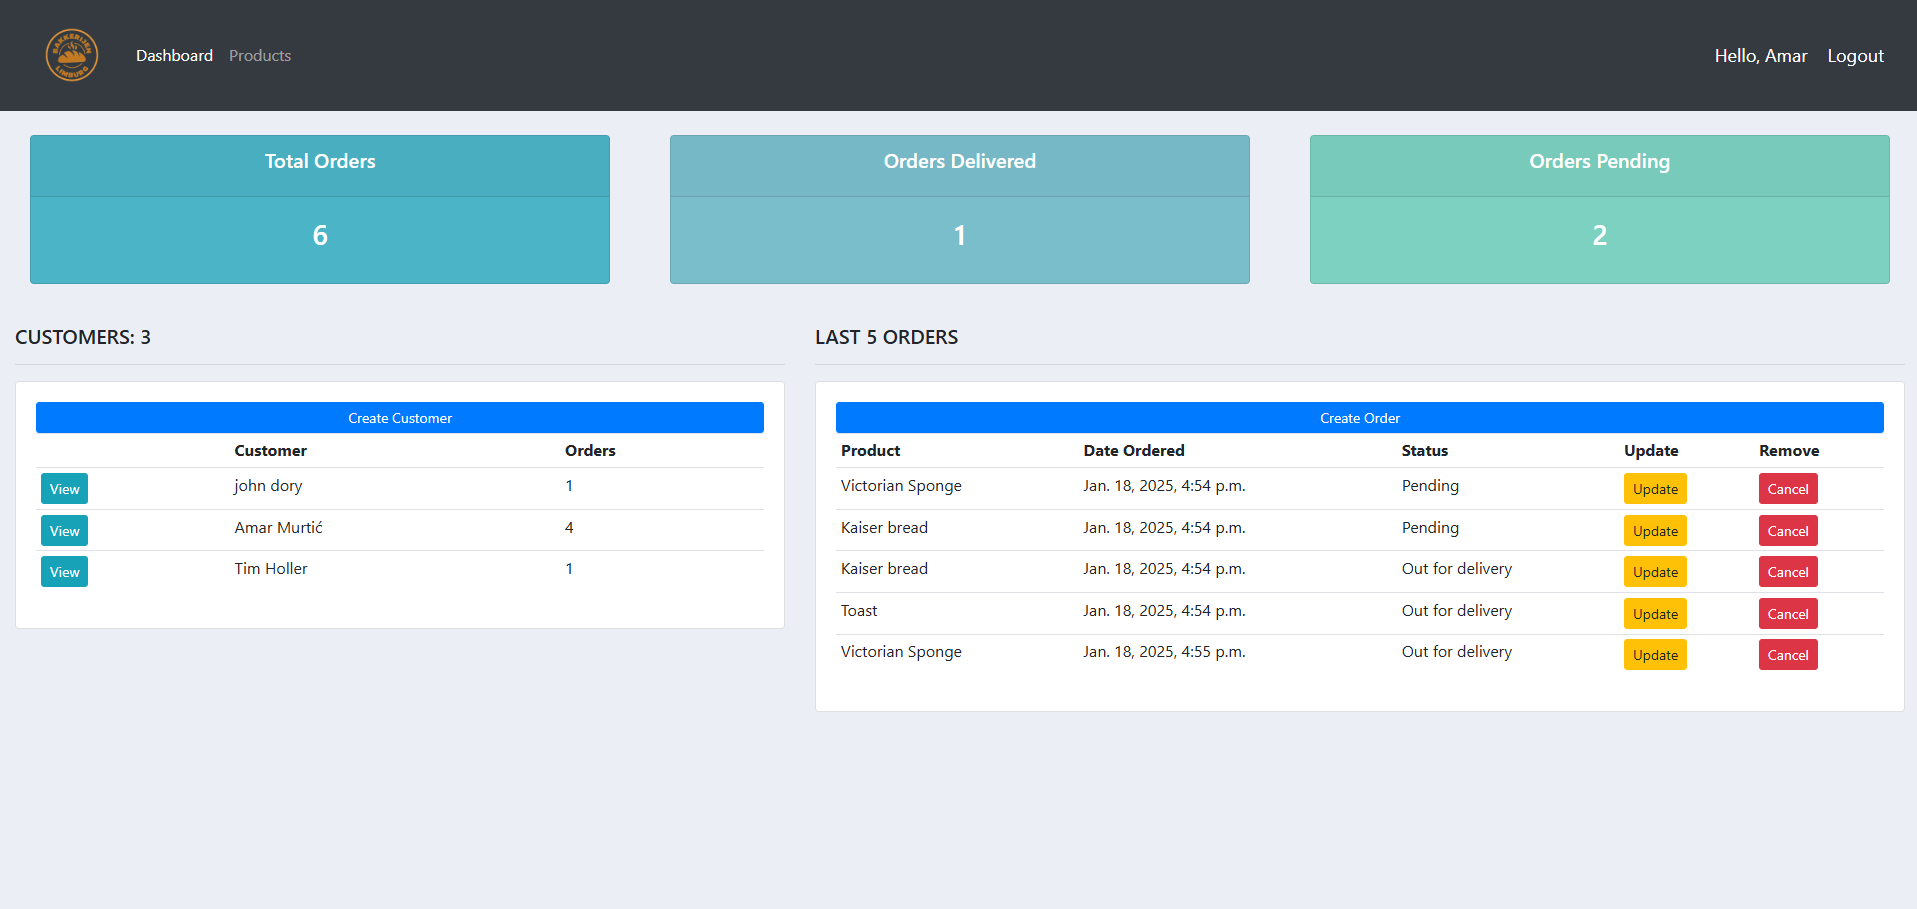 BAKKERIJEN
LIMBURG
Dashboard Products
Hello, Amar Logout
Total Orders
6
Orders Delivered
1
Orders Pending
2
CUSTOMERS: 3
Create Customer
Customer Orders
View john dory 1
View Amar Murtić 4
View Tim Holler 1
LAST 5 ORDERS
Create Order
Product Date Ordered Status Update Remove
Victorian Sponge Jan. 18, 2025, 4:54 p.m. Pending Update Cancel
Kaiser bread Jan. 18, 2025, 4:54 p.m. Pending Update Cancel
Kaiser bread Jan. 18, 2025, 4:54 p.m. Out for delivery Update Cancel
Toast Jan. 18, 2025, 4:54 p.m. Out for delivery Update Cancel
Victorian Sponge Jan. 18, 2025, 4:55 p.m. Out for delivery Update Cancel